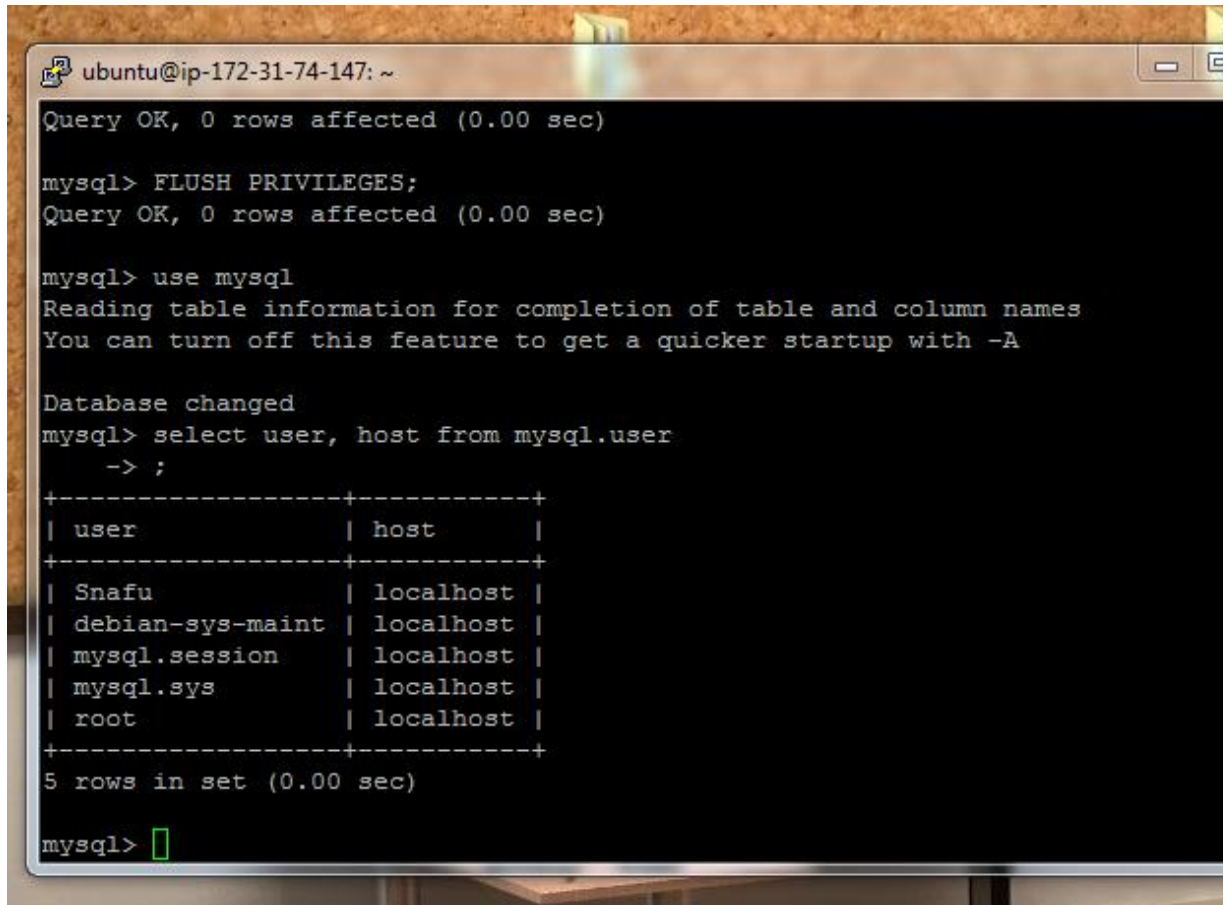 ubuntu@ip-172-31-74-147: ~
Query OK, 0 rows affected (0.00 sec)
mysql> FLUSH PRIVILEGES;
Query OK, 0 rows affected (0.00 sec)
mysql> use mysql
Reading table information for completion of table and column names
You can turn off this feature to get a quicker startup with -A
Database changed
mysql> select user, host from mysql.user
    -> ;
+------------------+-----------+
| user             | host      |
+------------------+-----------+
| Snafu            | localhost |
| debian-sys-maint | localhost |
| mysql.session    | localhost |
| mysql.sys        | localhost |
| root             | localhost |
+------------------+-----------+
5 rows in set (0.00 sec)
mysql>